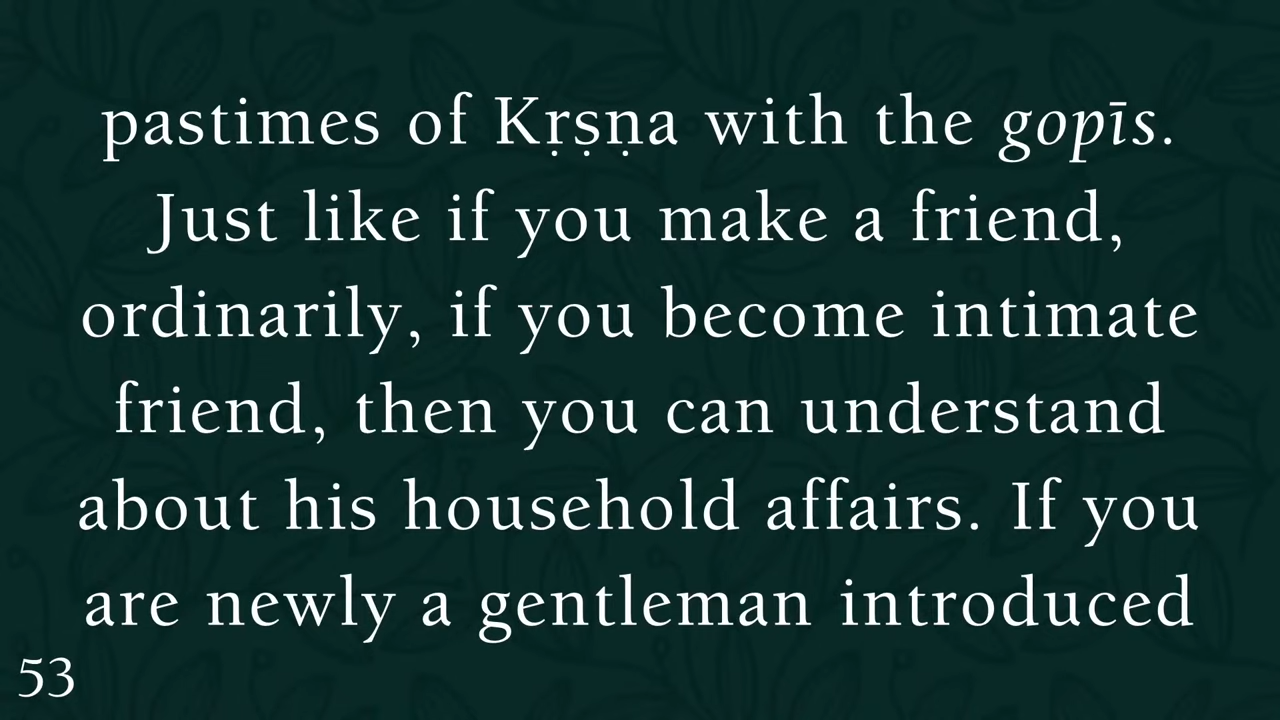 pastimes of Kṛṣṇa with the gopīs.
Just like if you make a friend,
ordinarily, if you become intimate
friend, then you can understand
about his household affairs. If you
are newly a gentleman introduced
53